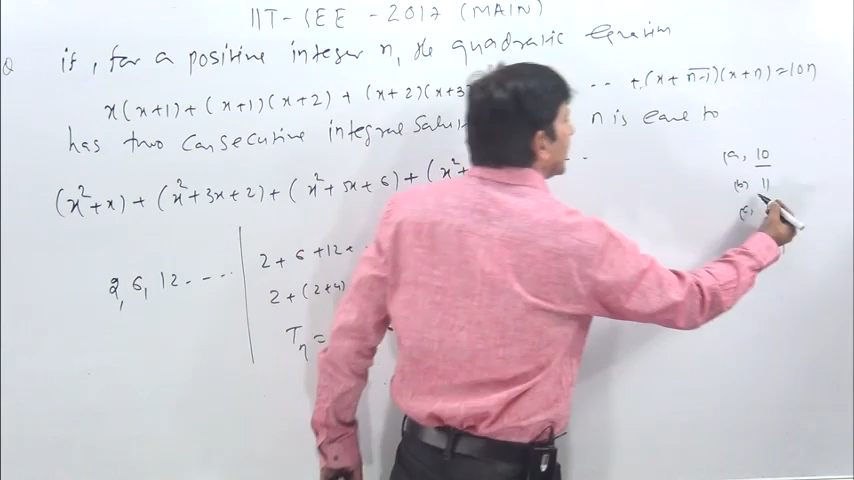 IIT-JEE - 2017 (MAIN)
Q if, for a positive integer n, the quadratic Equation
x(x+1) + (x+1)(x+2) + (x+2)(x+3 ... + (x+n-1)(x+n) = 10n
has two consecutive integral n is equal to
(a, 10
(x²+x) + (x²+3x+2) + (x²+5x+6) + (x²+ ...
(b) 11
(c,
2, 6, 12 ----
2 + 6 + 12 +
2 + (2+4)
Tn =